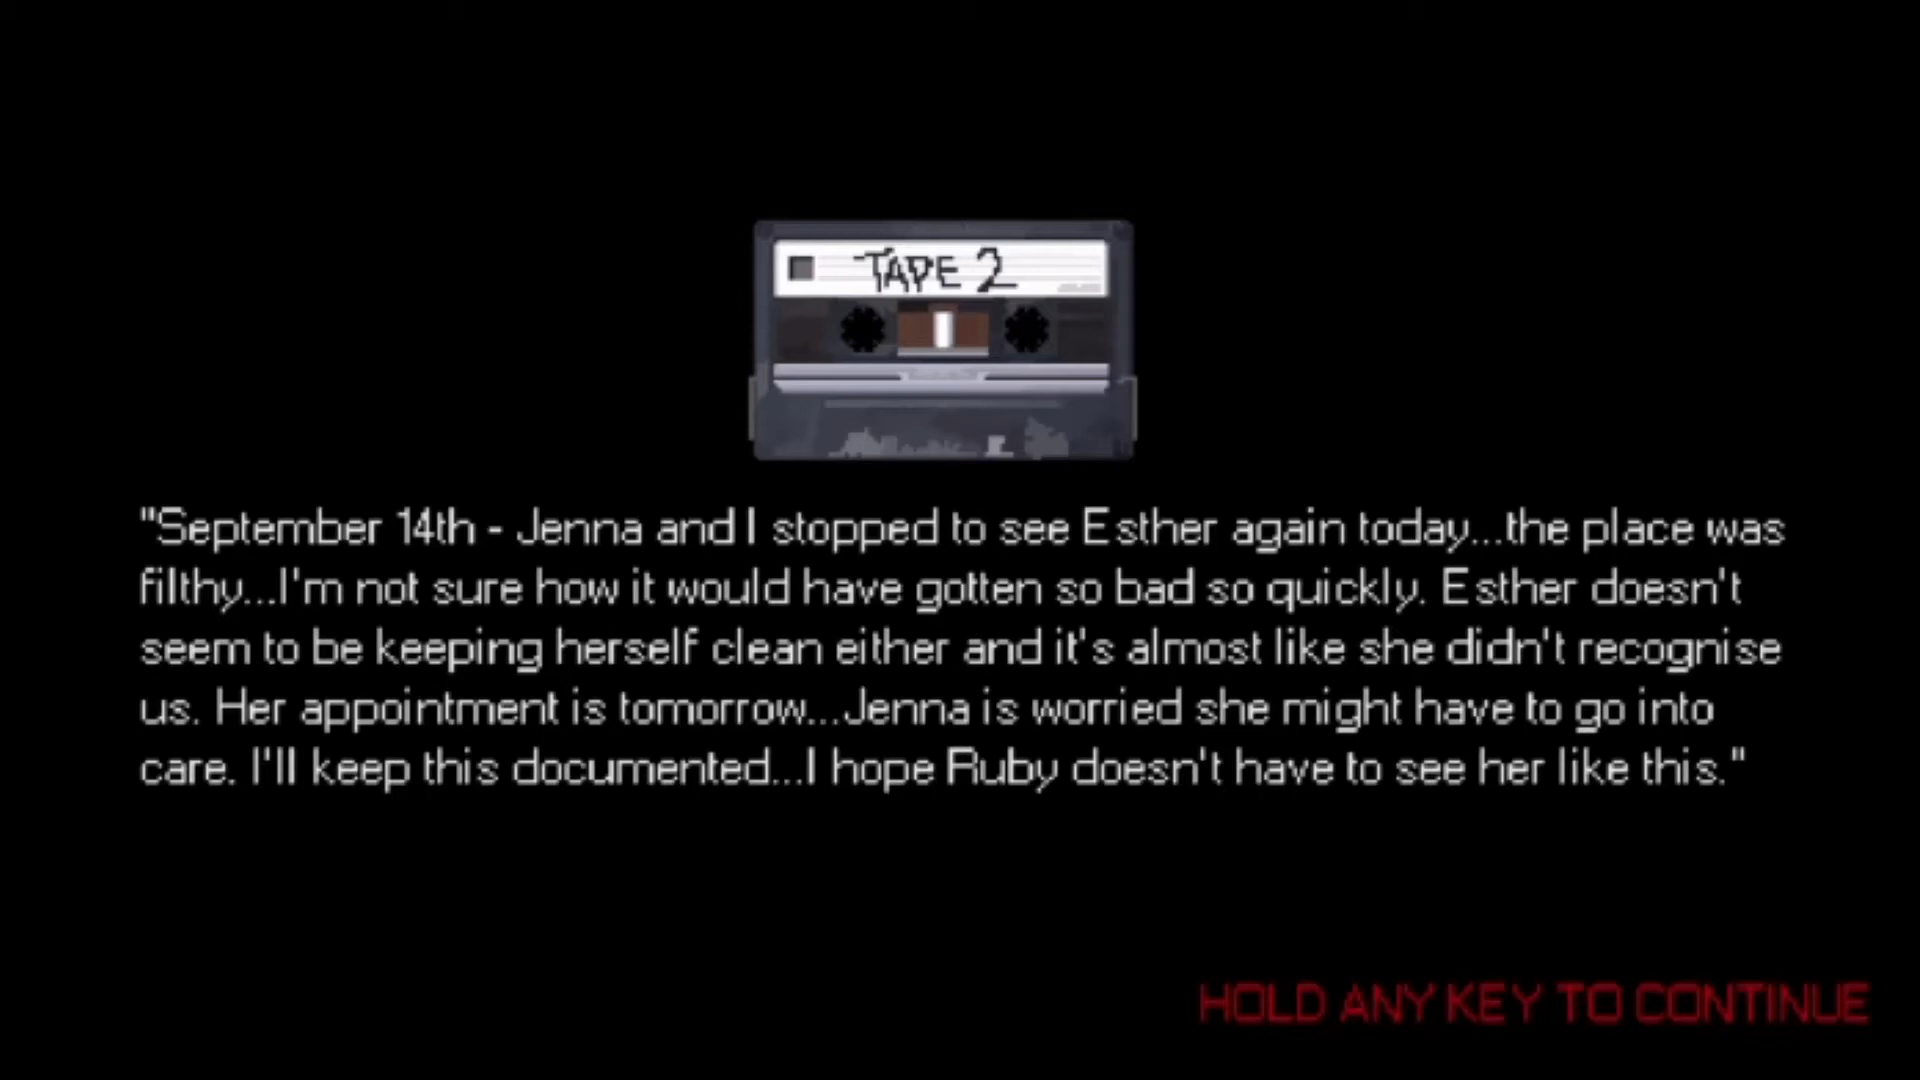 TAPE 2
"September 14th - Jenna and I stopped to see Esther again today...the place was
filthy...I'm not sure how it would have gotten so bad so quickly. Esther doesn't
seem to be keeping herself clean either and it's almost like she didn't recognise
us. Her appointment is tomorrow...Jenna is worried she might have to go into
care. I'll keep this documented...I hope Ruby doesn't have to see her like this."
HOLD ANY KEY TO CONTINUE